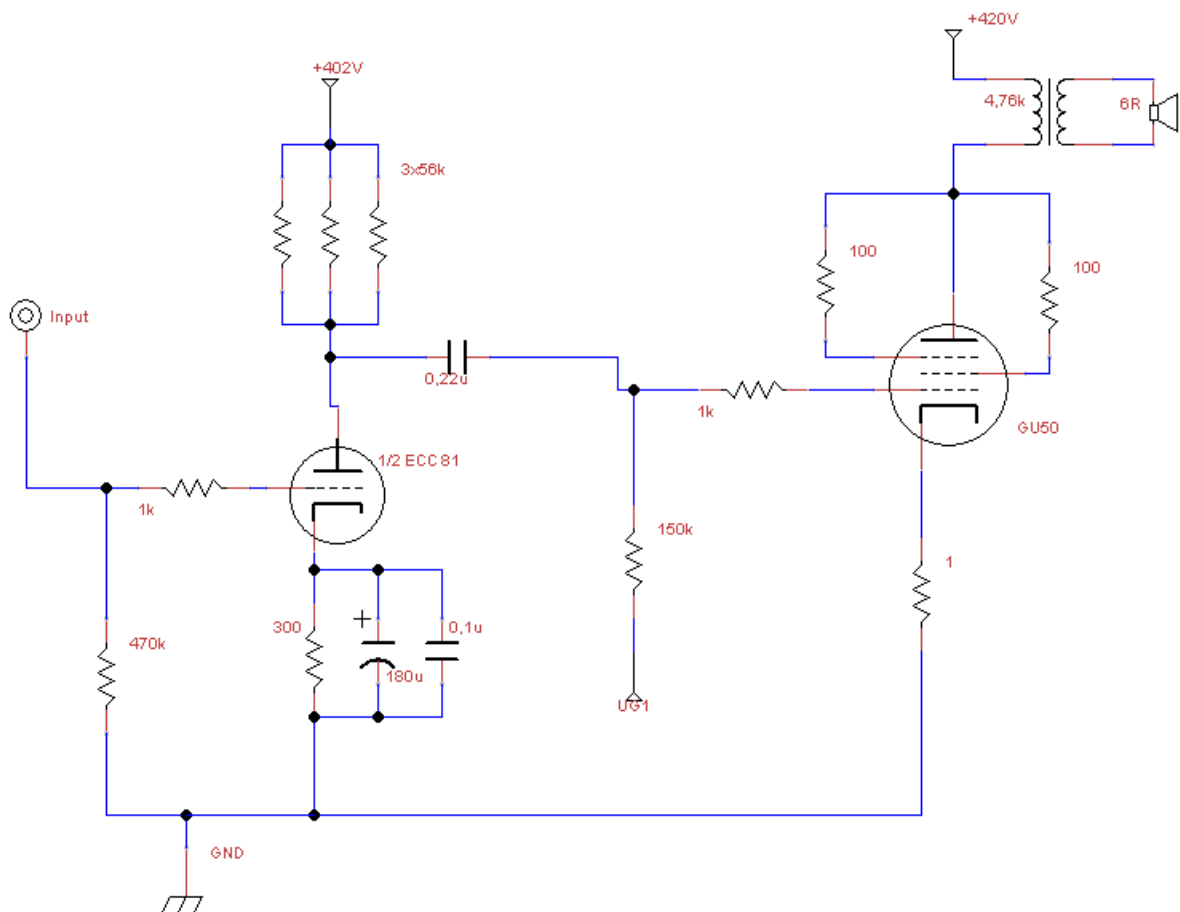 +420V
+402V
4,76k
6R
3x56k
100
100
Input
0,22u
1k
GU50
1/2 ECC81
1k
150k
1
300
0,1u
470k
180u
UG1
GND